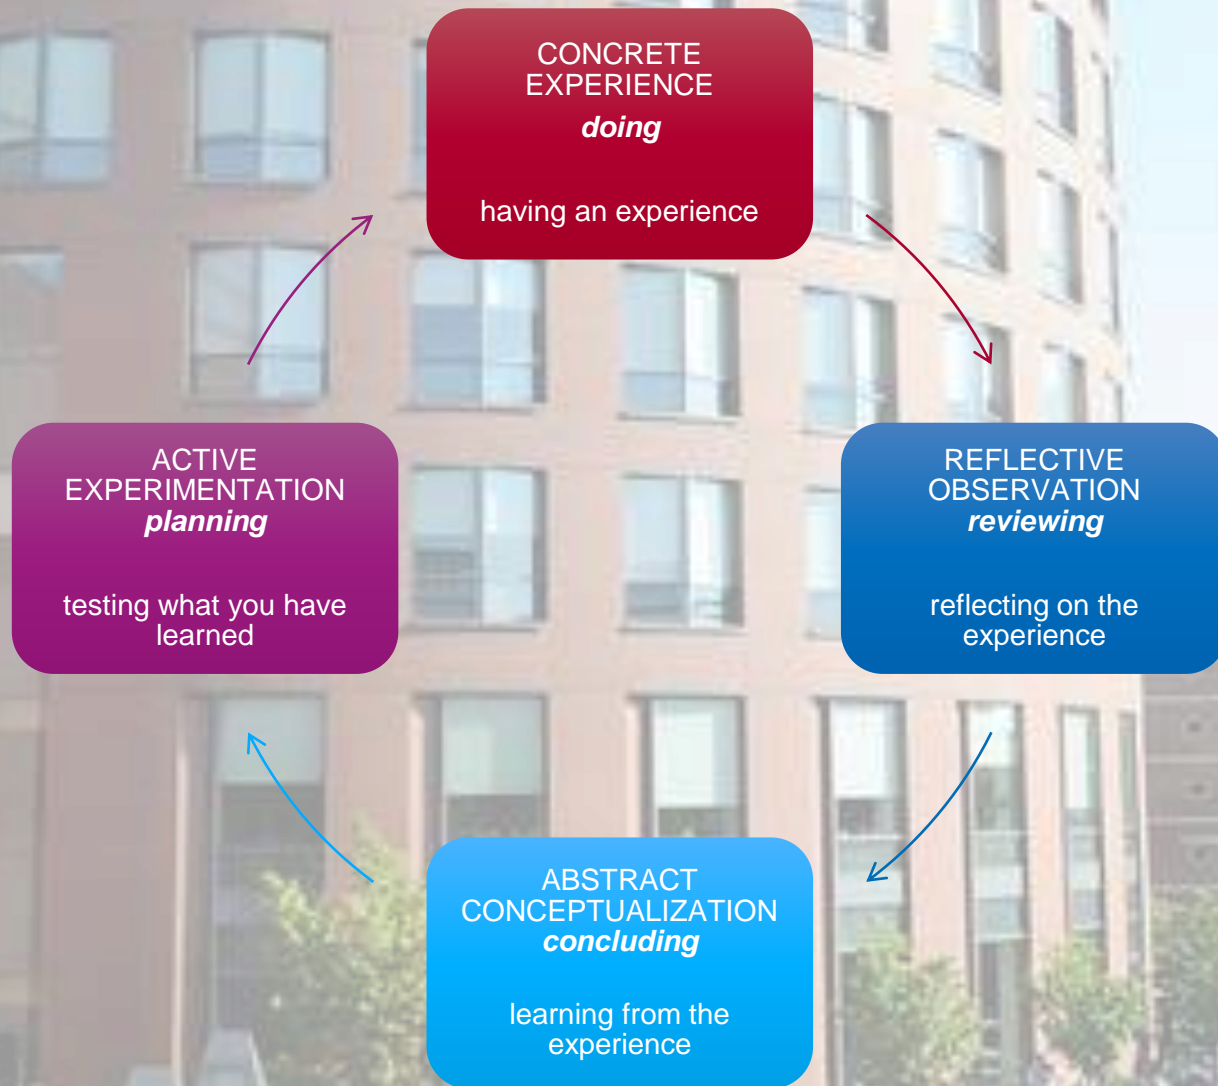 CONCRETE
EXPERIENCE
doing
having an experience
REFLECTIVE
OBSERVATION
reviewing
reflecting on the
experience
ABSTRACT
CONCEPTUALIZATION
concluding
learning from the
experience
ACTIVE
EXPERIMENTATION
planning
testing what you have
learned